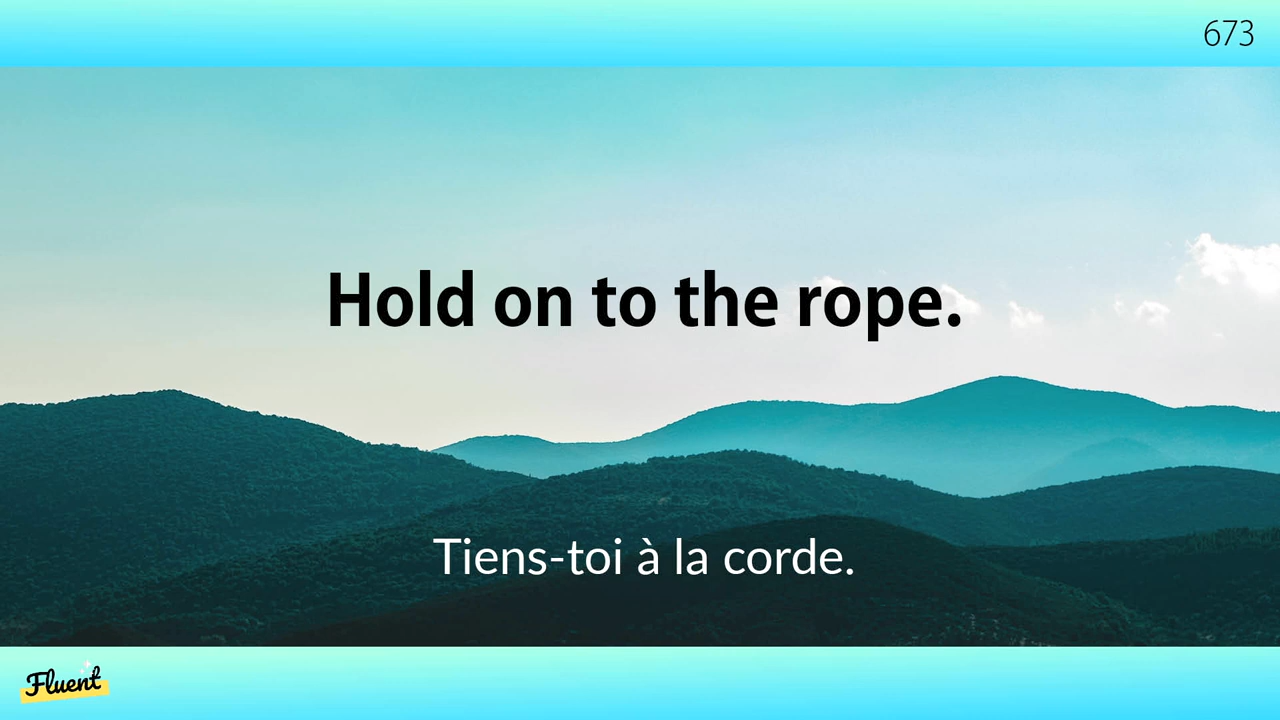 673
Hold on to the rope.
Tiens-toi à la corde.
Fluent